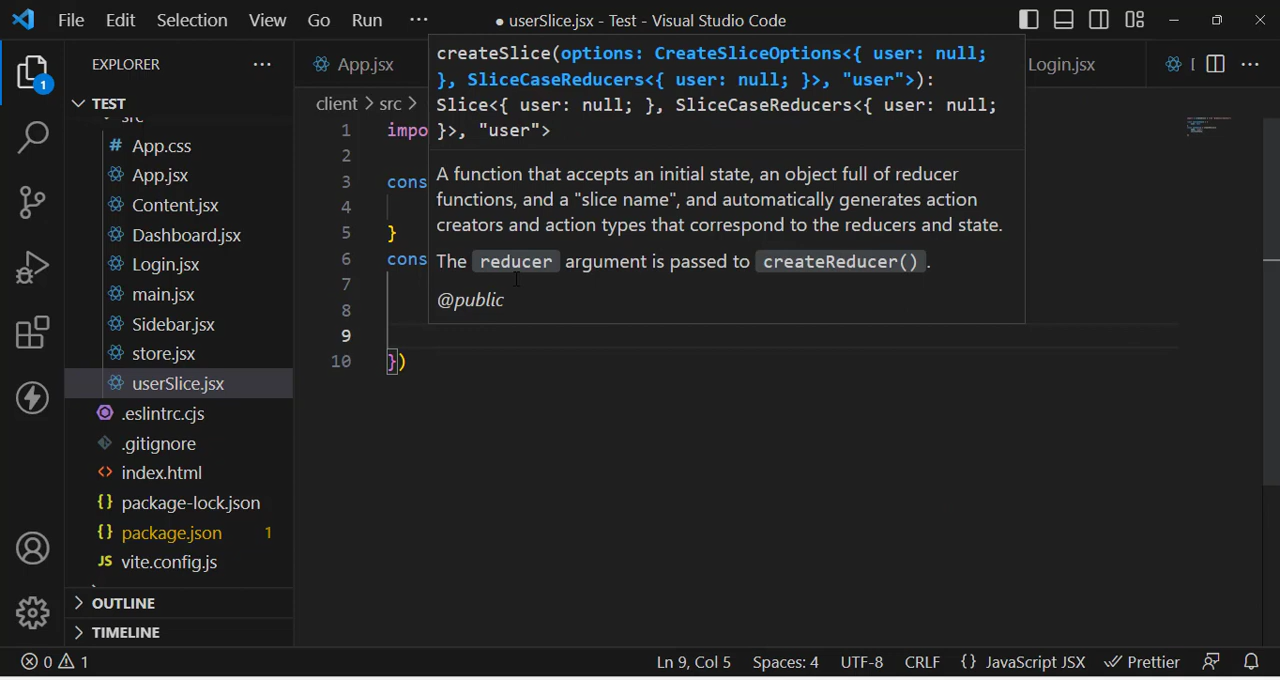 File Edit Selection View Go Run ··· ● userSlice.jsx - Test - Visual Studio Code
EXPLORER ···
TEST
src
# App.css
App.jsx
Content.jsx
Dashboard.jsx
Login.jsx
main.jsx
Sidebar.jsx
store.jsx
userSlice.jsx
.eslintrc.cjs
.gitignore
index.html
{} package-lock.json
{} package.json 1
JS vite.config.js
OUTLINE
TIMELINE
1
App.jsx
Login.jsx
···
client > src >
1 impo
2
3 cons
4
5 }
6 cons
7
8
9
10 })
createSlice(options: CreateSliceOptions<{ user: null;
}, SliceCaseReducers<{ user: null; }>, "user">):
Slice<{ user: null; }, SliceCaseReducers<{ user: null;
}>, "user">
A function that accepts an initial state, an object full of reducer
functions, and a "slice name", and automatically generates action
creators and action types that correspond to the reducers and state.
The reducer argument is passed to createReducer().
@public
0 1 Ln 9, Col 5 Spaces: 4 UTF-8 CRLF {} JavaScript JSX Prettier